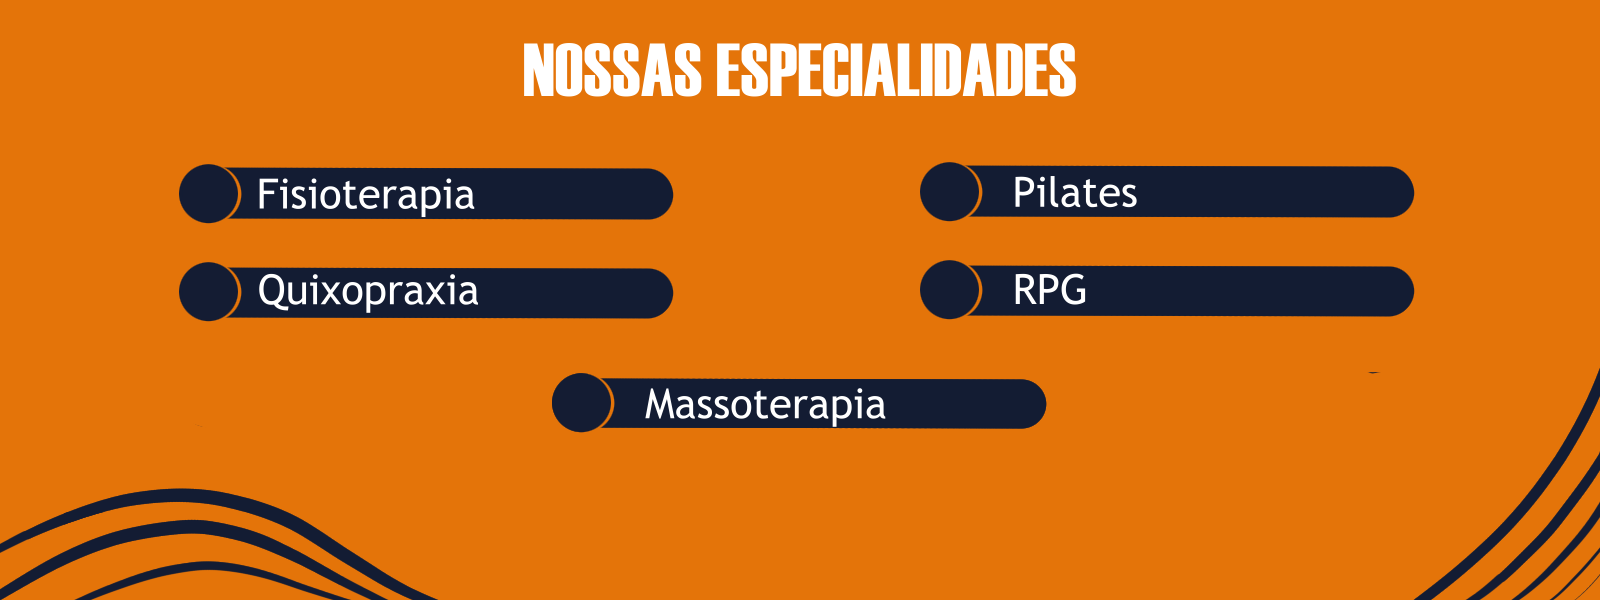 NOSSAS ESPECIALIDADES
Fisioterapia
Pilates
Quixopraxia
RPG
Massoterapia